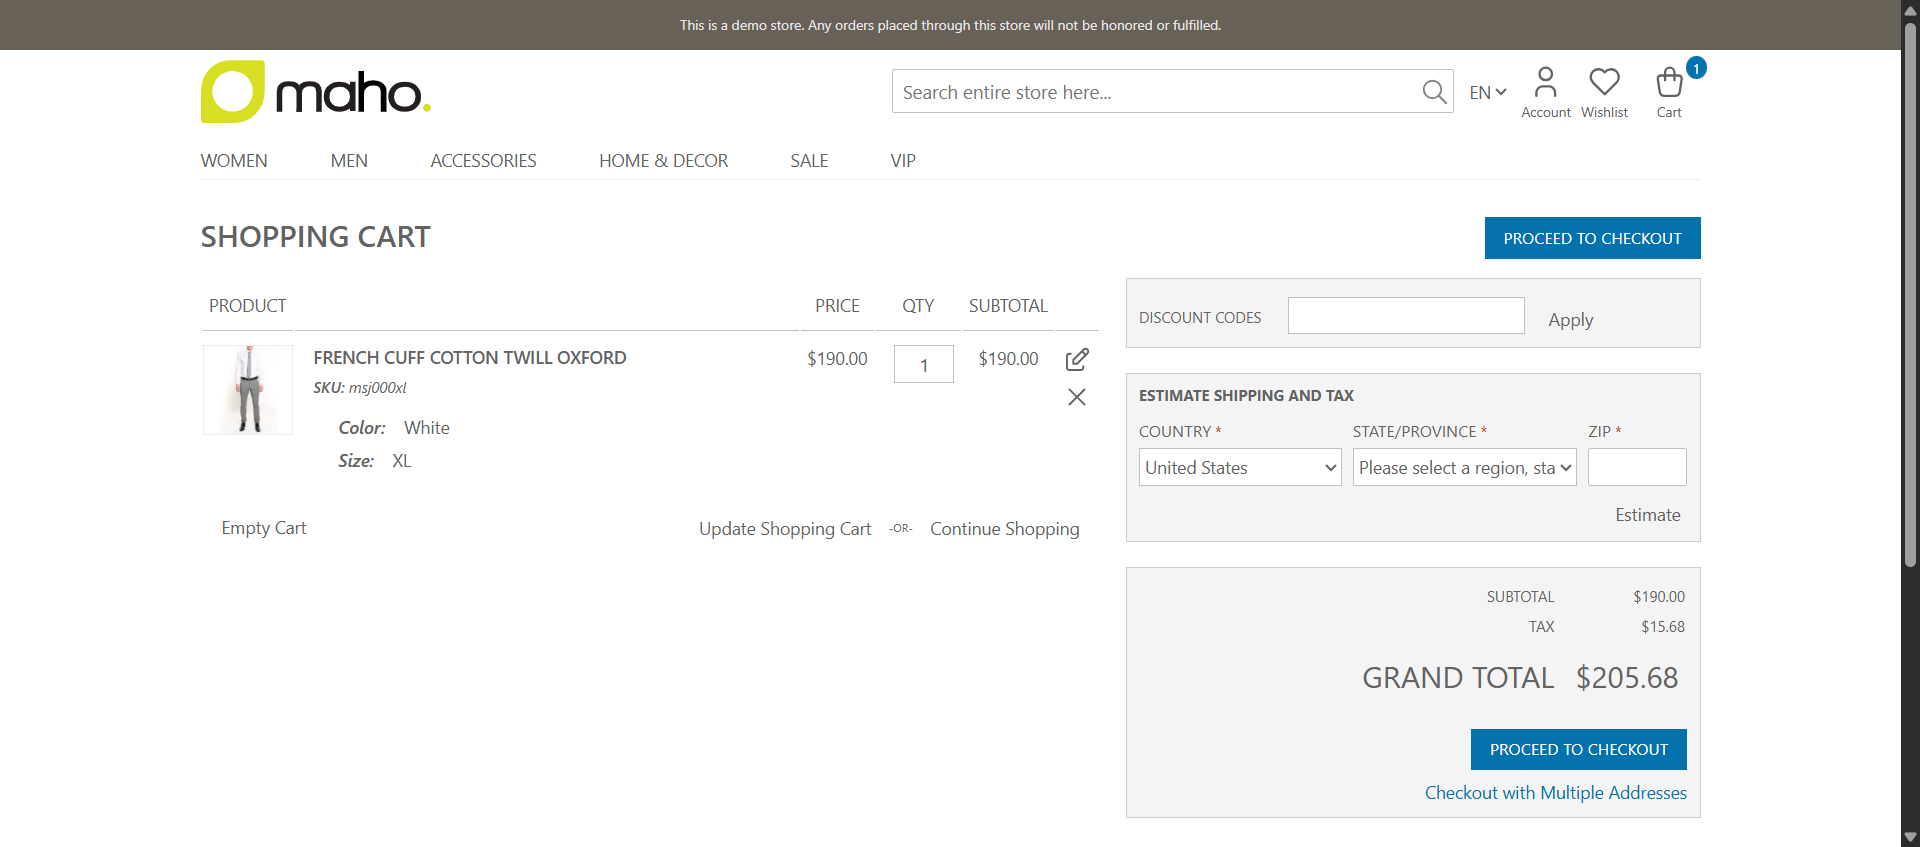 This is a demo store. Any orders placed through this store will not be honored or fulfilled.
maho.
Search entire store here...
EN
Account
Wishlist
1
Cart
WOMEN
MEN
ACCESSORIES
HOME & DECOR
SALE
VIP
SHOPPING CART
PROCEED TO CHECKOUT
PRODUCT
PRICE
QTY
SUBTOTAL
FRENCH CUFF COTTON TWILL OXFORD
SKU: msj000xl
Color: White
Size: XL
$190.00
1
$190.00
Empty Cart
Update Shopping Cart
-OR-
Continue Shopping
DISCOUNT CODES
Apply
ESTIMATE SHIPPING AND TAX
COUNTRY *
STATE/PROVINCE *
ZIP *
United States
Please select a region, sta
Estimate
SUBTOTAL $190.00
TAX $15.68
GRAND TOTAL $205.68
PROCEED TO CHECKOUT
Checkout with Multiple Addresses